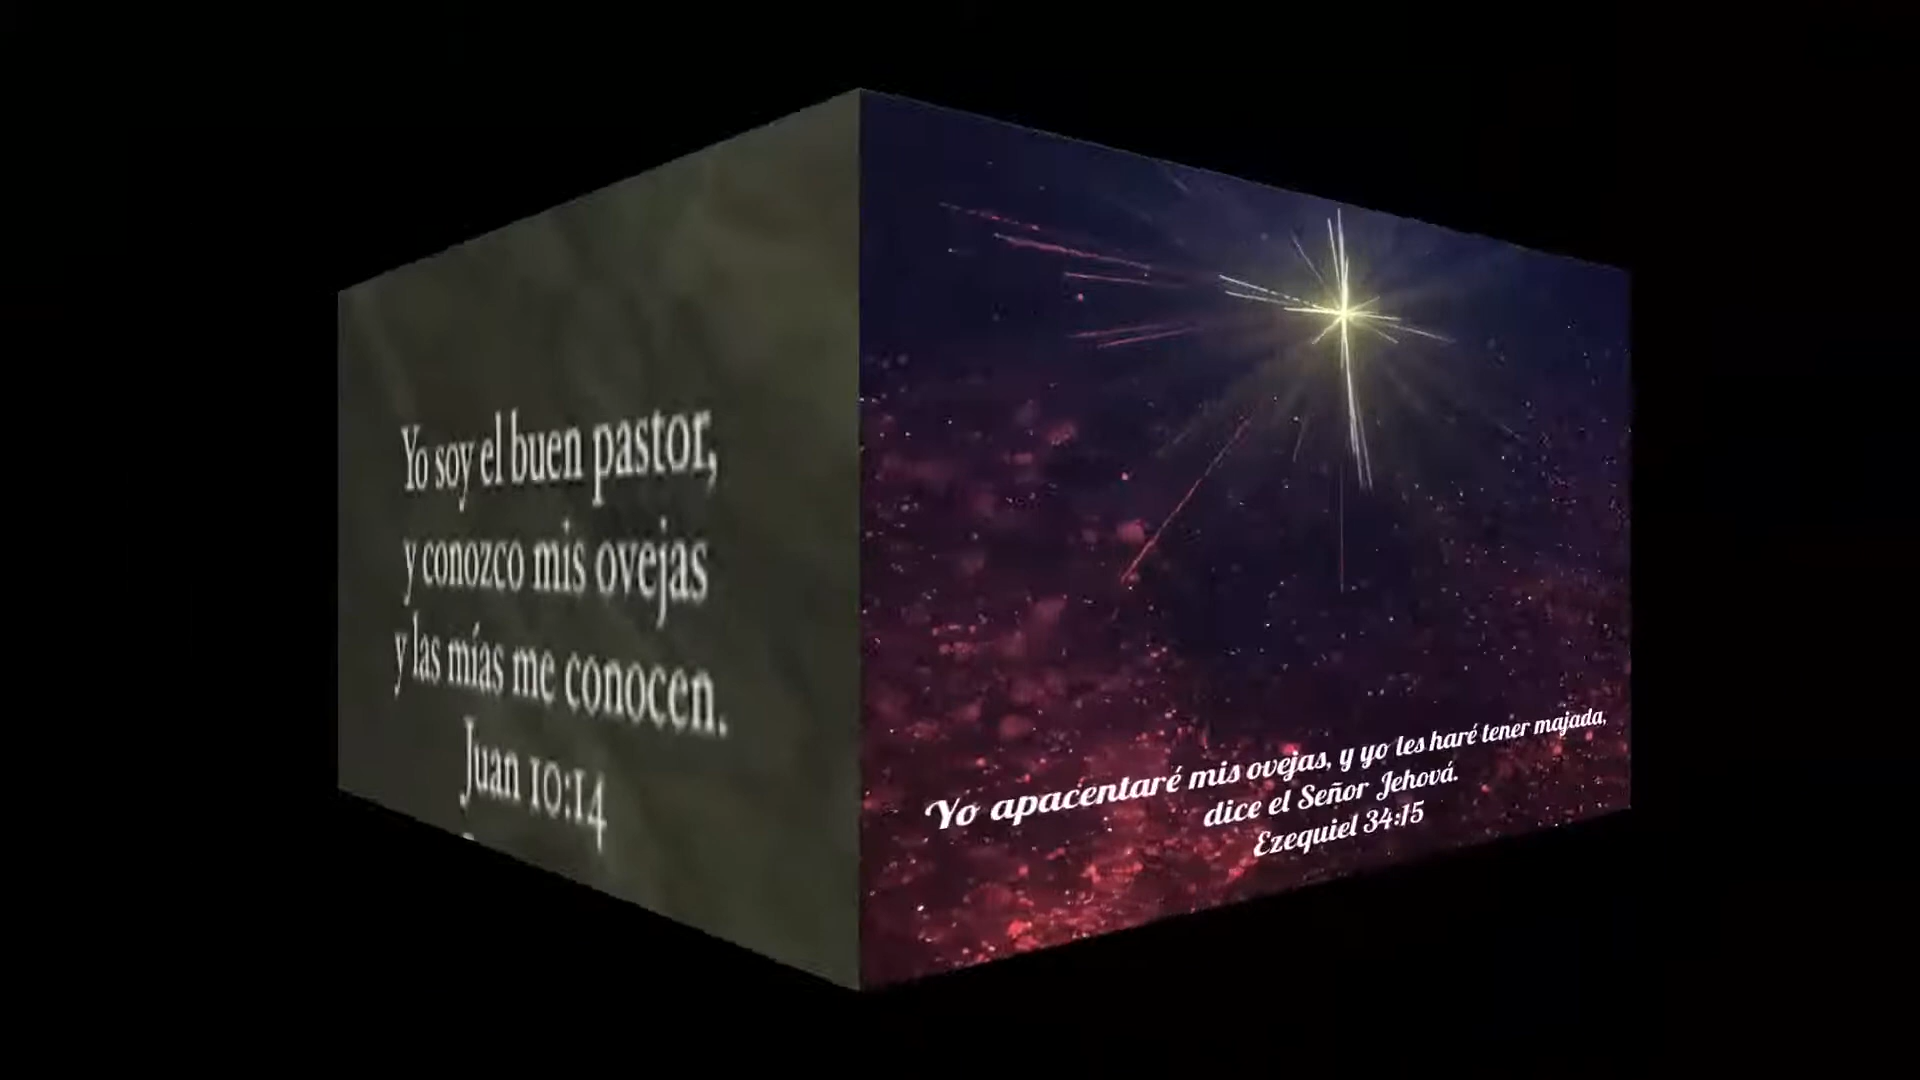 Yo soy el buen pastor,
y conozco mis ovejas
y las mías me conocen.
Juan 10:14
Yo apacentaré mis ovejas, y yo les haré tener majada,
dice el Señor Jehová.
Ezequiel 34:15